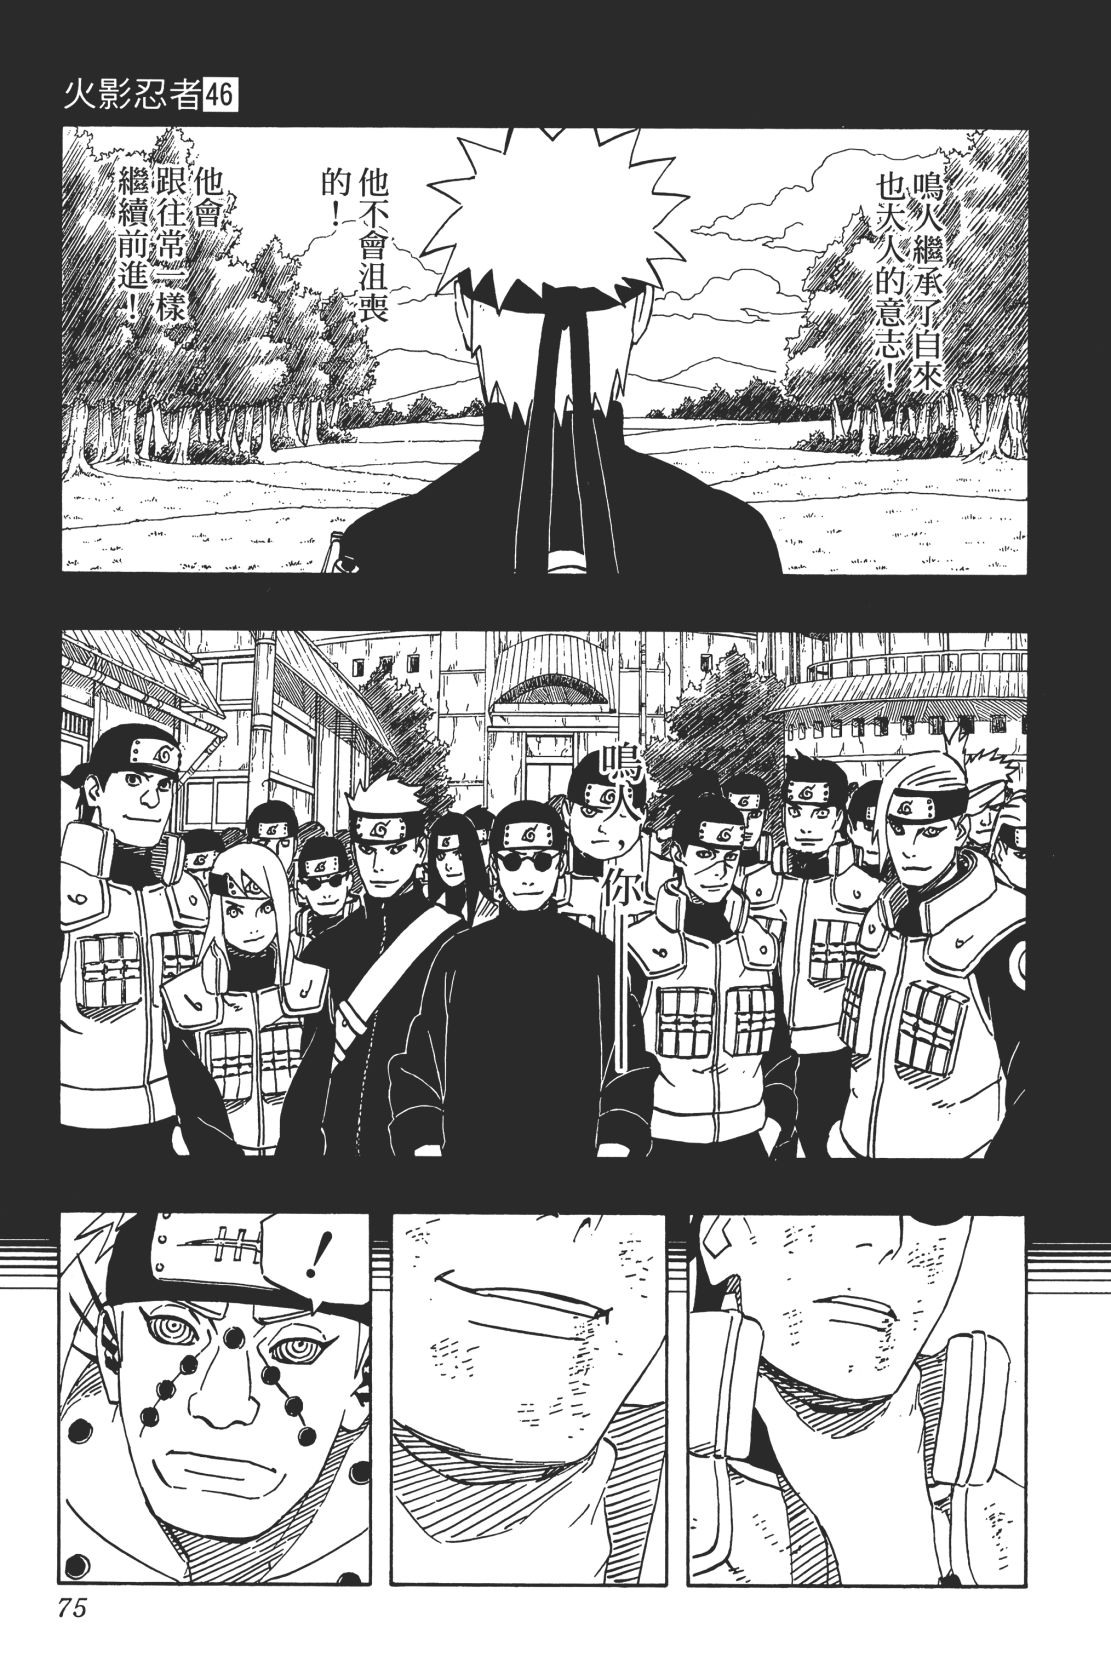 火影忍者46
鳴人繼承了自來
也大人的意志！
他不會沮喪
的！
他會
跟往常一樣
繼續前進！
鳴人，你——
！
75